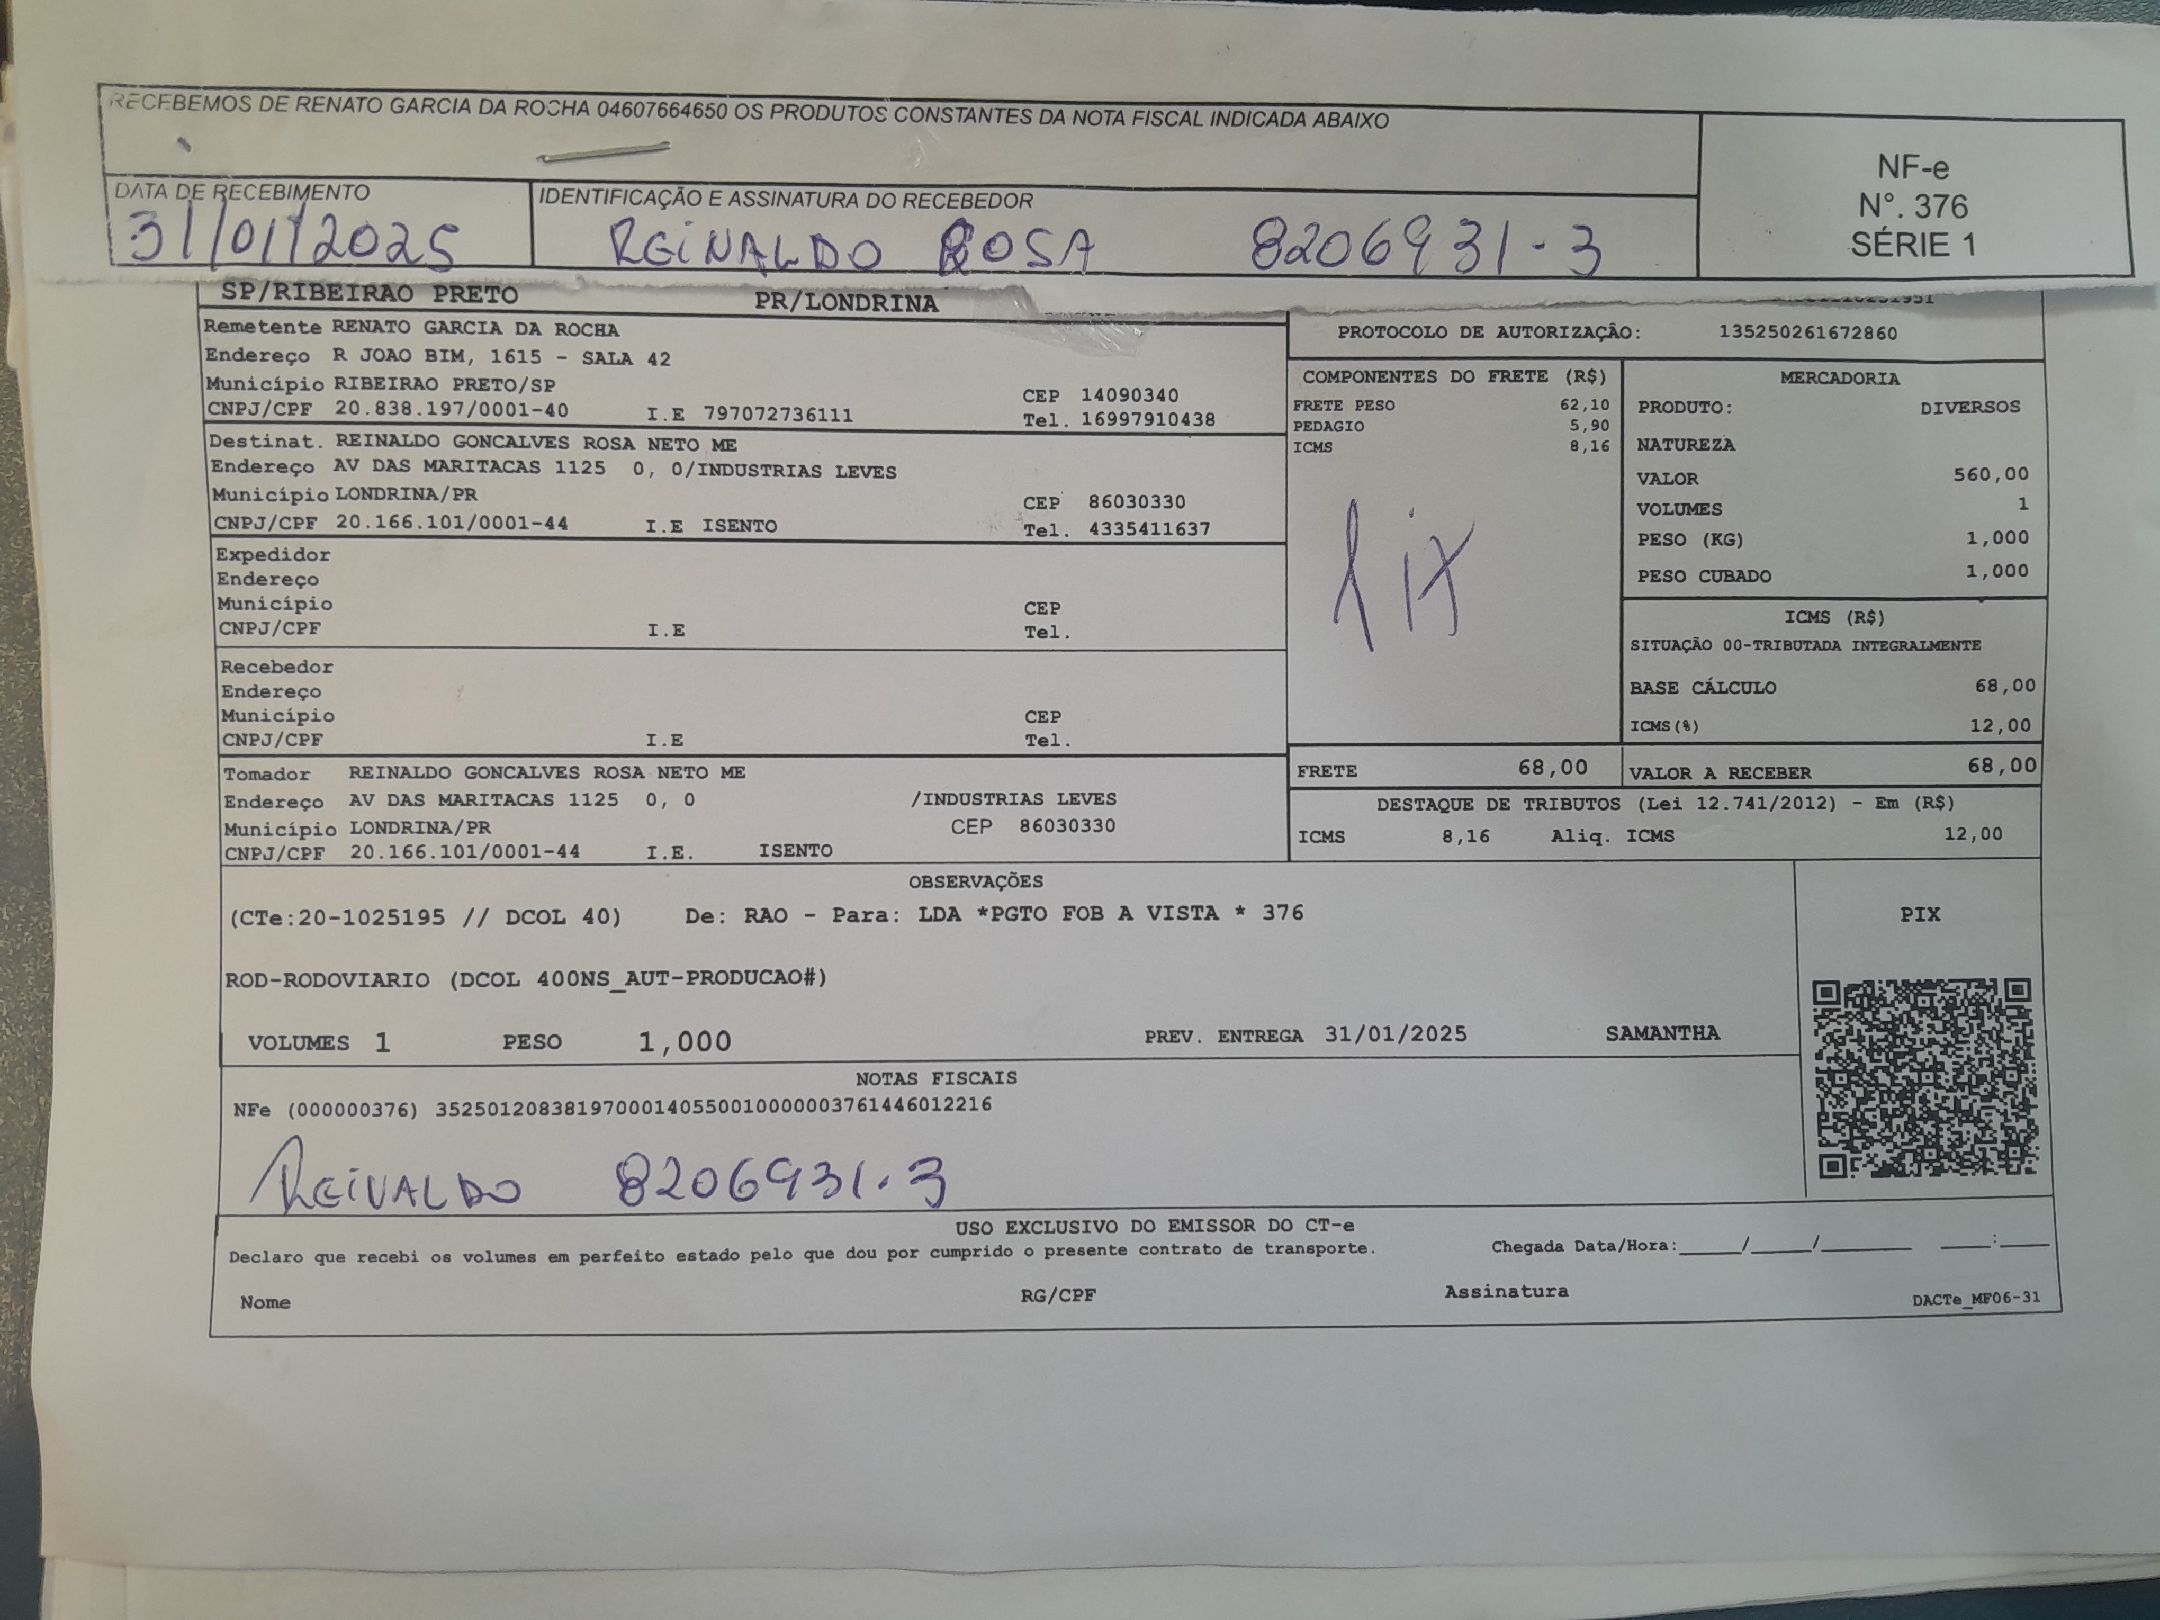 RECEBEMOS DE RENATO GARCIA DA ROCHA 04607664650 OS PRODUTOS CONSTANTES DA NOTA FISCAL INDICADA ABAIXO
NF-e
Nº. 376
SÉRIE 1
DATA DE RECEBIMENTO
31/01/2025
IDENTIFICAÇÃO E ASSINATURA DO RECEBEDOR
REINALDO ROSA 8206931-3
SP/RIBEIRAO PRETO PR/LONDRINA
Remetente RENATO GARCIA DA ROCHA
Endereço R JOAO BIM, 1615 - SALA 42
Município RIBEIRAO PRETO/SP CEP 14090340
CNPJ/CPF 20.838.197/0001-40 I.E 797072736111 Tel. 16997910438
Destinat. REINALDO GONCALVES ROSA NETO ME
Endereço AV DAS MARITACAS 1125 0, 0/INDUSTRIAS LEVES
Município LONDRINA/PR CEP 86030330
CNPJ/CPF 20.166.101/0001-44 I.E ISENTO Tel. 4335411637
Expedidor
Endereço
Município CEP
CNPJ/CPF I.E Tel.
Recebedor
Endereço
Município CEP
CNPJ/CPF I.E Tel.
Tomador REINALDO GONCALVES ROSA NETO ME
Endereço AV DAS MARITACAS 1125 0, 0 /INDUSTRIAS LEVES
Município LONDRINA/PR CEP 86030330
CNPJ/CPF 20.166.101/0001-44 I.E. ISENTO
PROTOCOLO DE AUTORIZAÇÃO: 135250261672860
COMPONENTES DO FRETE (R$)
FRETE PESO 62,10
PEDAGIO 5,90
ICMS 8,16
MERCADORIA
PRODUTO: DIVERSOS
NATUREZA
VALOR 560,00
VOLUMES 1
PESO (KG) 1,000
PESO CUBADO 1,000
ICMS (R$)
SITUAÇÃO 00-TRIBUTADA INTEGRALMENTE
BASE CÁLCULO 68,00
ICMS(%) 12,00
FRETE 68,00
VALOR A RECEBER 68,00
DESTAQUE DE TRIBUTOS (Lei 12.741/2012) - Em (R$)
ICMS 8,16 Aliq. ICMS 12,00
OBSERVAÇÕES
(CTe:20-1025195 // DCOL 40) De: RAO - Para: LDA *PGTO FOB A VISTA * 376
ROD-RODOVIARIO (DCOL 400NS_AUT-PRODUCAO#)
VOLUMES 1 PESO 1,000 PREV. ENTREGA 31/01/2025 SAMANTHA
PIX
NOTAS FISCAIS
NFe (000000376) 35250120838197000140550010000003761446012216
REINALDO 8206931.3
USO EXCLUSIVO DO EMISSOR DO CT-e
Declaro que recebi os volumes em perfeito estado pelo que dou por cumprido o presente contrato de transporte. Chegada Data/Hora:____/____/______ ___:___
Nome RG/CPF Assinatura DACTe_MF06-31